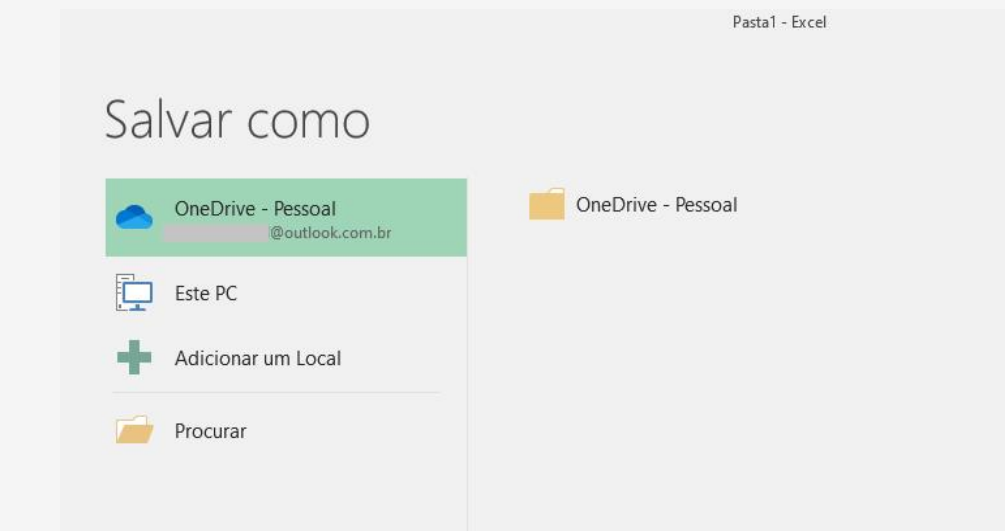 Pasta1 - Excel
Salvar como
OneDrive - Pessoal
@outlook.com.br
Este PC
Adicionar um Local
Procurar
OneDrive - Pessoal